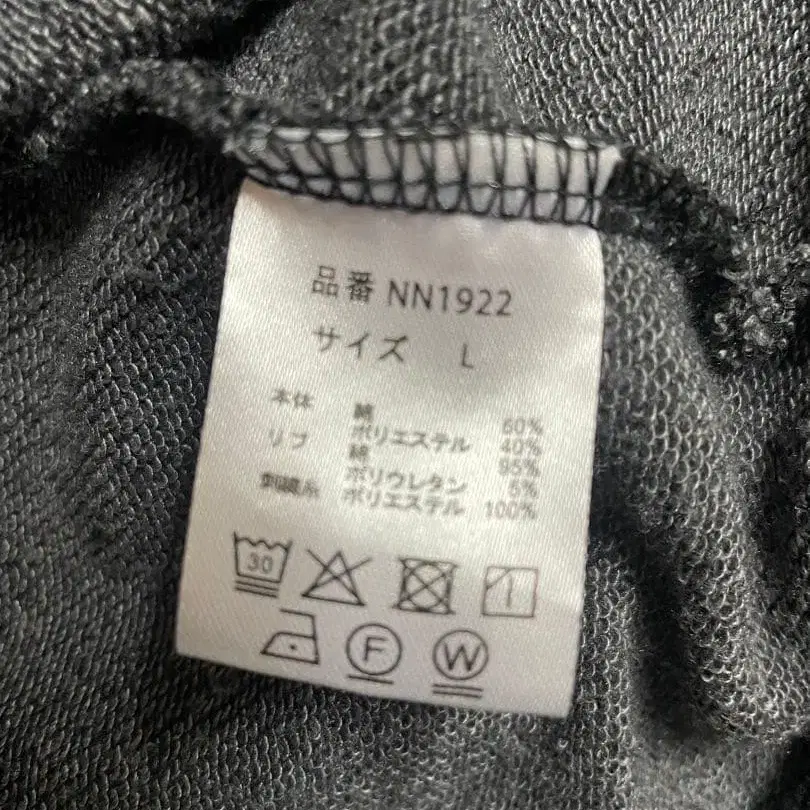 品番 NN1922
サイズ L
本体 綿 60%
ポリエステル 40%
リブ 綿 95%
ポリウレタン 5%
刺繍糸 ポリエステル 100%
30
F W